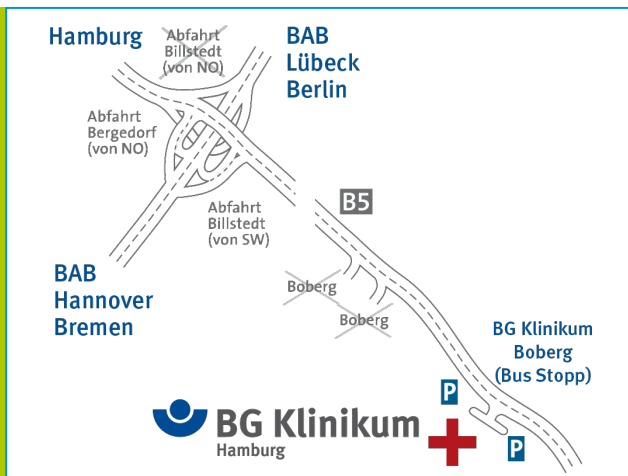 Hamburg
Abfahrt
Billstedt
(von NO)
BAB
Lübeck
Berlin
Abfahrt
Bergedorf
(von NO)
Abfahrt
Billstedt
(von SW)
B5
BAB
Hannover
Bremen
Boberg
Boberg
BG Klinikum
Boberg
(Bus Stopp)
P
BG Klinikum
Hamburg
P